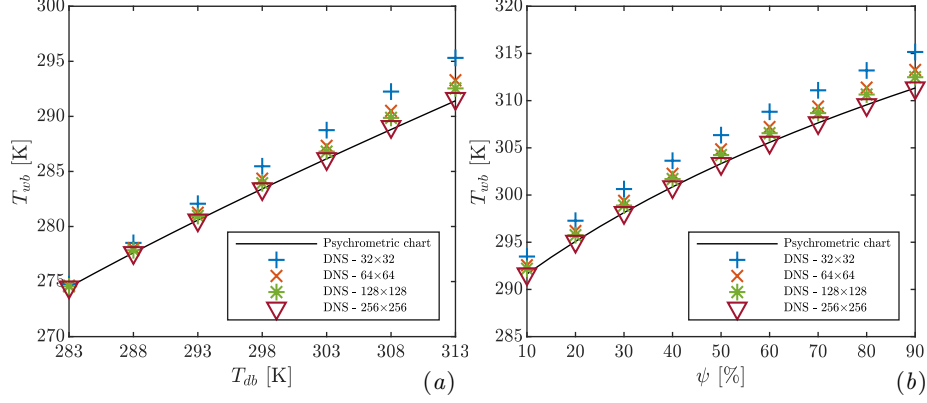 300
295
290
285
280
275
270
T_wb [K]
Psychrometric chart
DNS - 32×32
DNS - 64×64
DNS - 128×128
DNS - 256×256
283 288 293 298 303 308 313
T_db [K]
(a)
320
315
310
305
300
295
290
285
T_wb [K]
Psychrometric chart
DNS - 32×32
DNS - 64×64
DNS - 128×128
DNS - 256×256
10 20 30 40 50 60 70 80 90
ψ [%]
(b)